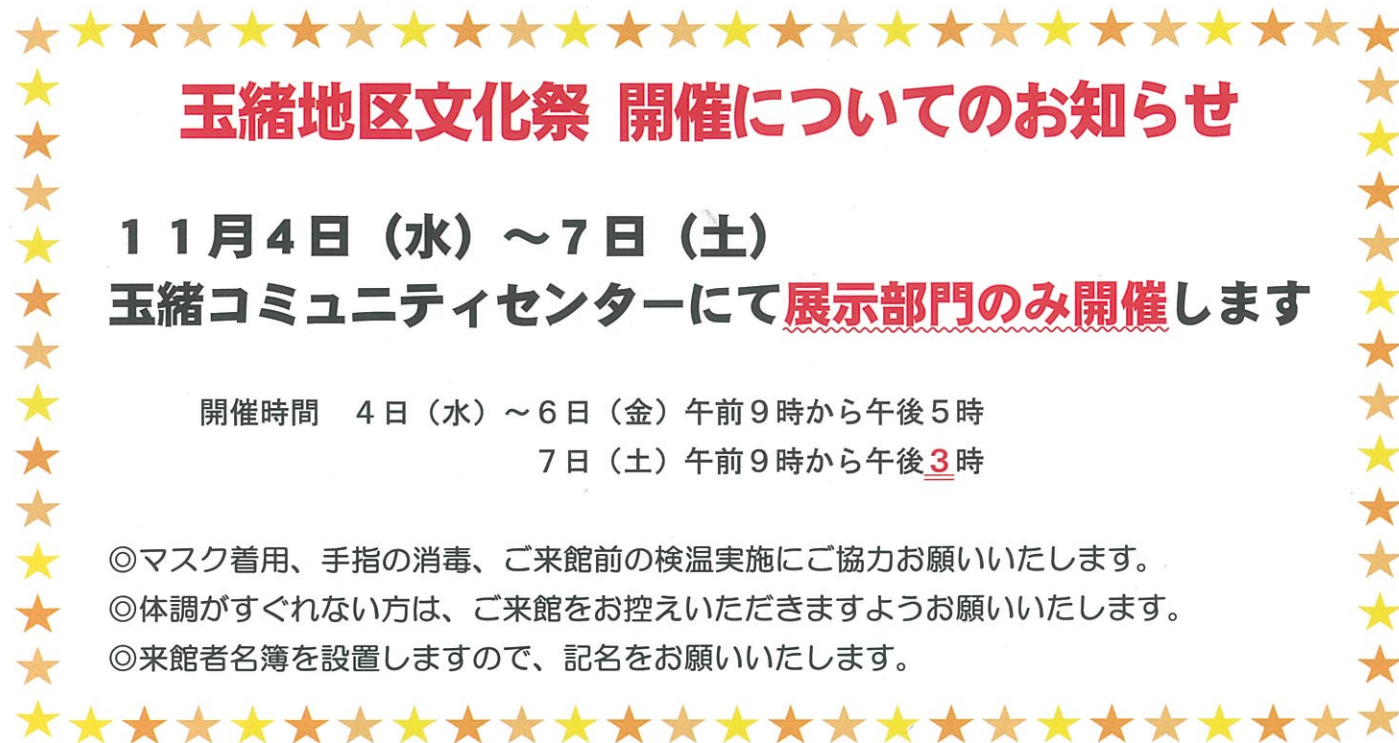 玉緒地区文化祭 開催についてのお知らせ
11月4日(水)~7日(土)
玉緒コミュニティセンターにて展示部門のみ開催します
開催時間 4日(水)~6日(金)午前9時から午後5時
7日(土)午前9時から午後3時
◎マスク着用、手指の消毒、ご来館前の検温実施にご協力お願いいたします。
◎体調がすぐれない方は、ご来館をお控えいただきますようお願いいたします。
◎来館者名簿を設置しますので、記名をお願いいたします。